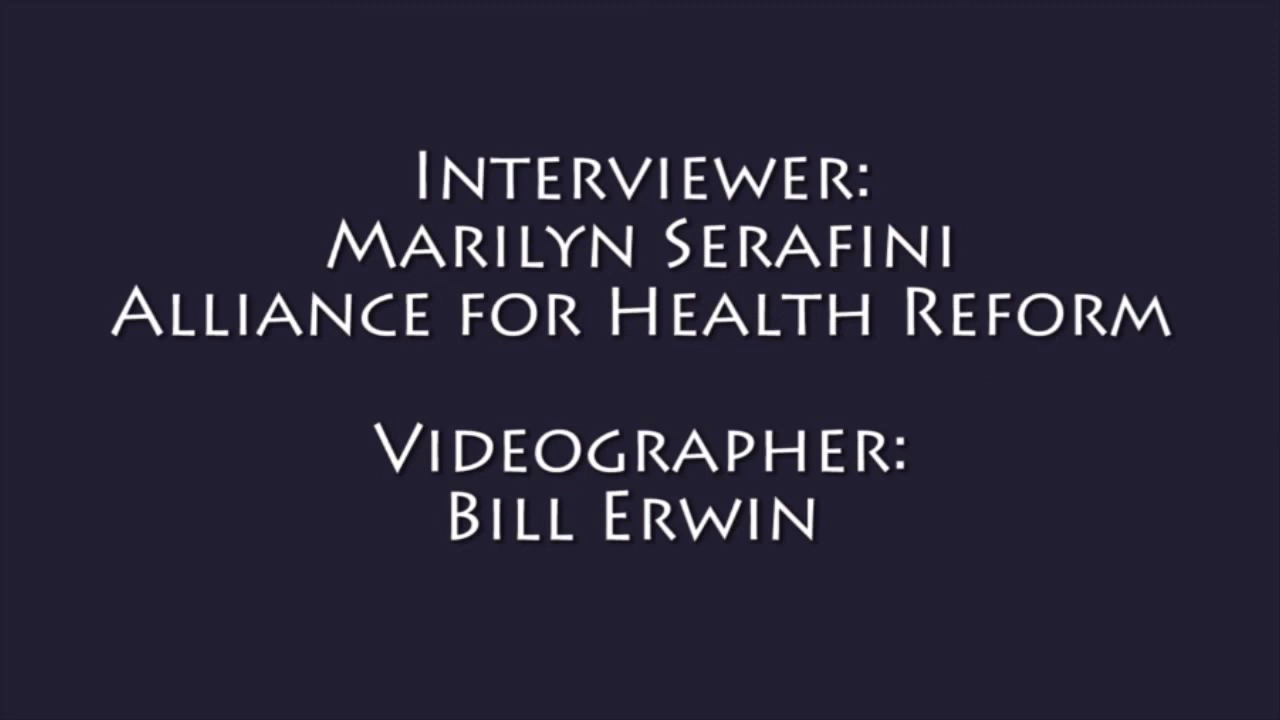 Interviewer:
Marilyn Serafini
Alliance for Health Reform
Videographer:
Bill Erwin